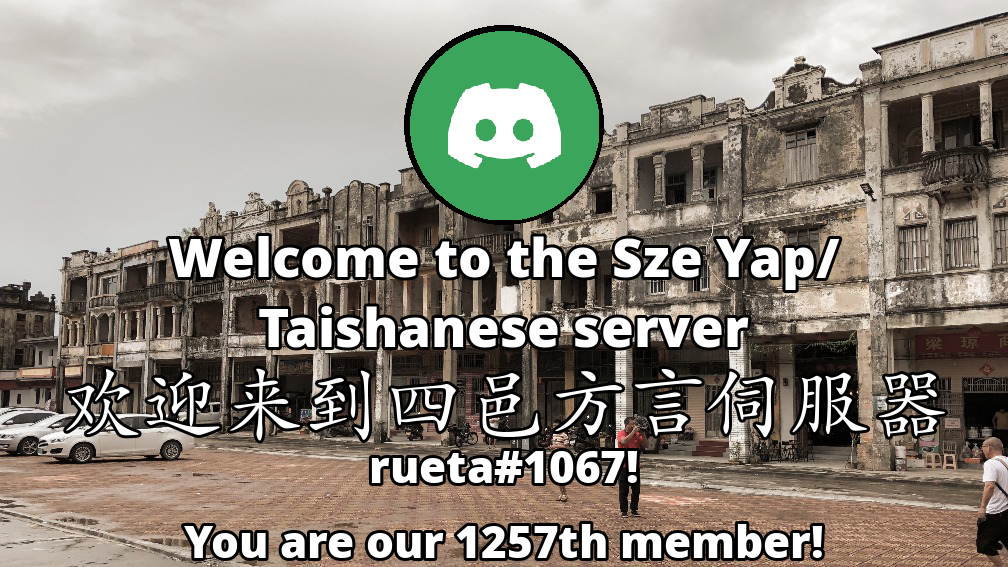 Welcome to the Sze Yap/
Taishanese server
欢迎来到四邑方言伺服器
rueta#1067!
You are our 1257th member!